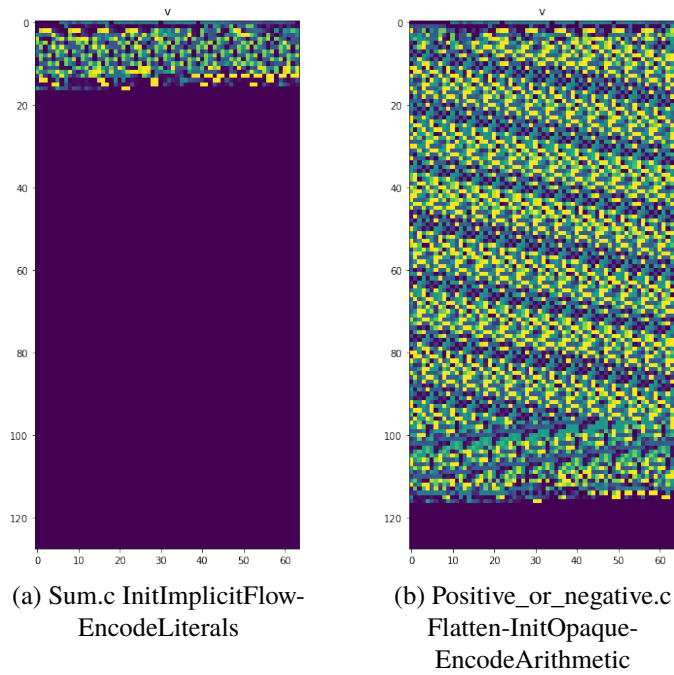 v
0
20
40
60
80
100
120
0 10 20 30 40 50 60
(a) Sum.c InitImplicitFlow-
EncodeLiterals
v
0
20
40
60
80
100
120
0 10 20 30 40 50 60
(b) Positive_or_negative.c
Flatten-InitOpaque-
EncodeArithmetic